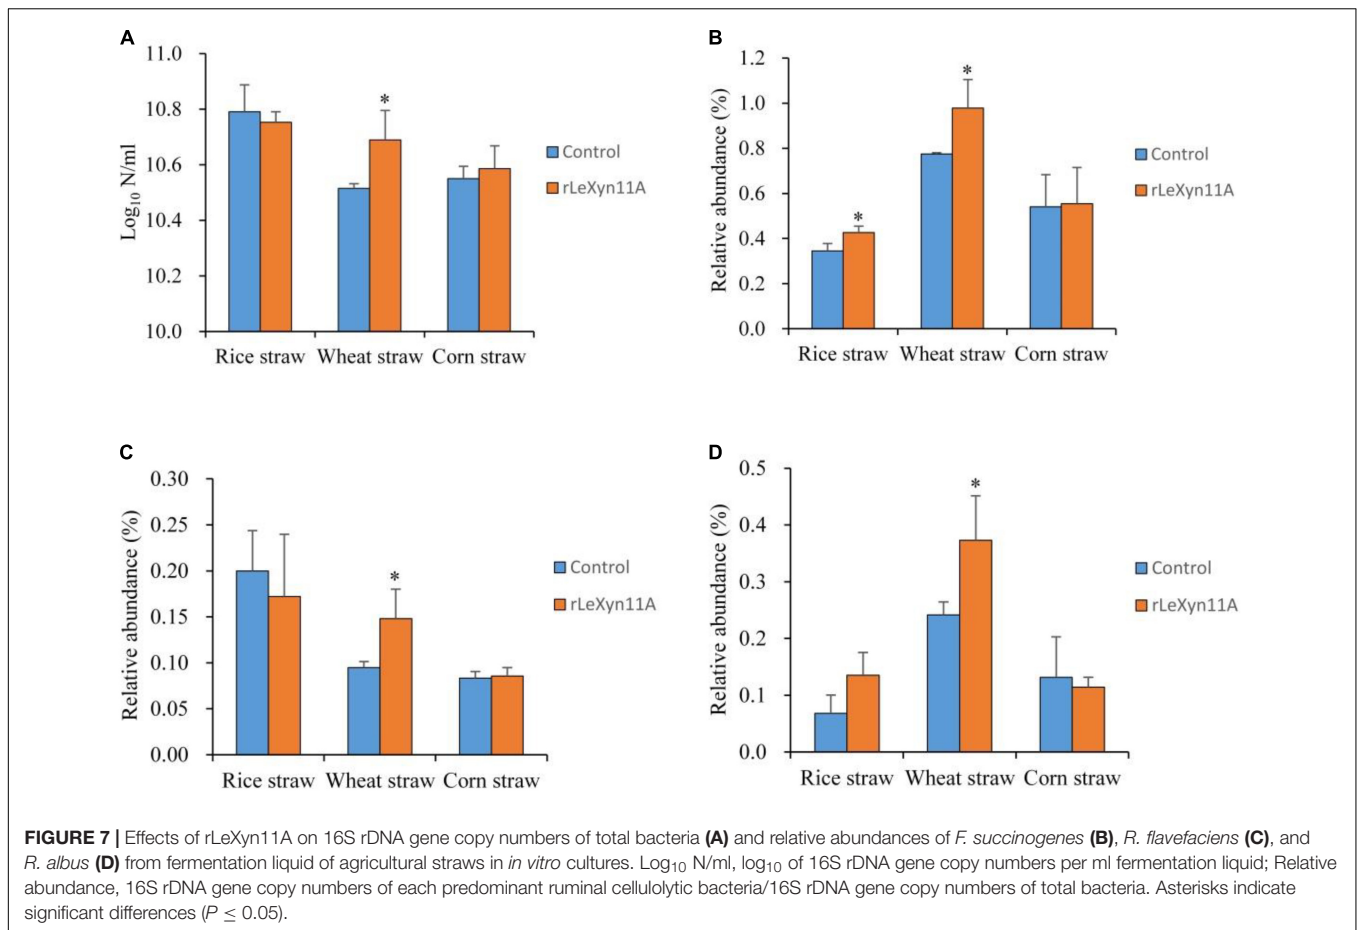 A
11.0
10.8
10.6
10.4
10.2
10.0
Log10 N/ml
*
Rice straw Wheat straw Corn straw
Control
rLeXyn11A
B
1.2
1.0
0.8
0.6
0.4
0.2
0.0
Relative abundance (%)
*
*
Rice straw Wheat straw Corn straw
Control
rLeXyn11A
C
0.30
0.25
0.20
0.15
0.10
0.05
0.00
Relative abundance (%)
*
Rice straw Wheat straw Corn straw
Control
rLeXyn11A
D
0.5
0.4
0.3
0.2
0.1
0.0
Relative abundance (%)
*
Rice straw Wheat straw Corn straw
Control
rLeXyn11A
FIGURE 7 | Effects of rLeXyn11A on 16S rDNA gene copy numbers of total bacteria (A) and relative abundances of F. succinogenes (B), R. flavefaciens (C), and
R. albus (D) from fermentation liquid of agricultural straws in in vitro cultures. Log10 N/ml, log10 of 16S rDNA gene copy numbers per ml fermentation liquid; Relative
abundance, 16S rDNA gene copy numbers of each predominant ruminal cellulolytic bacteria/16S rDNA gene copy numbers of total bacteria. Asterisks indicate
significant differences (P ≤ 0.05).